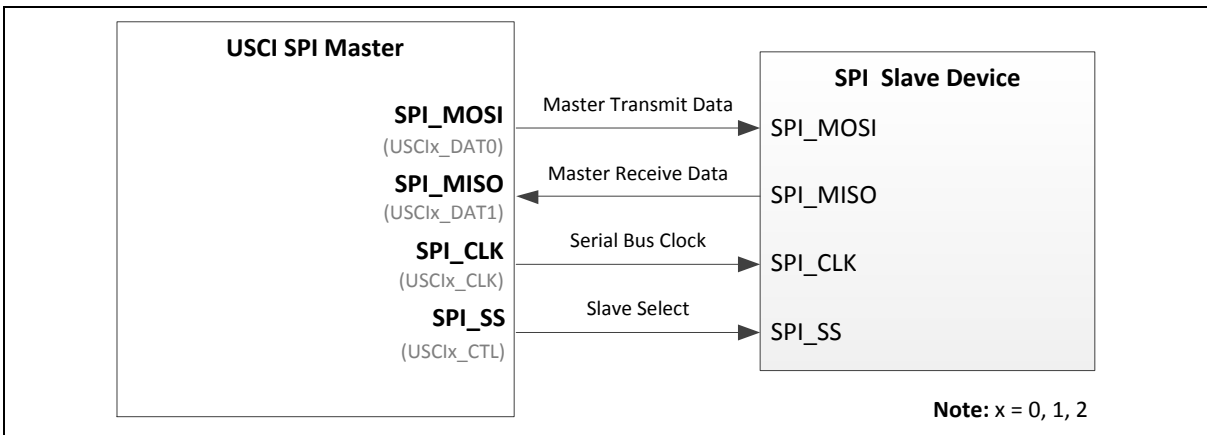 USCI SPI Master
SPI_MOSI
(USCIx_DAT0)
SPI_MISO
(USCIx_DAT1)
SPI_CLK
(USCIx_CLK)
SPI_SS
(USCIx_CTL)
Master Transmit Data
Master Receive Data
Serial Bus Clock
Slave Select
SPI Slave Device
SPI_MOSI
SPI_MISO
SPI_CLK
SPI_SS
Note: x = 0, 1, 2